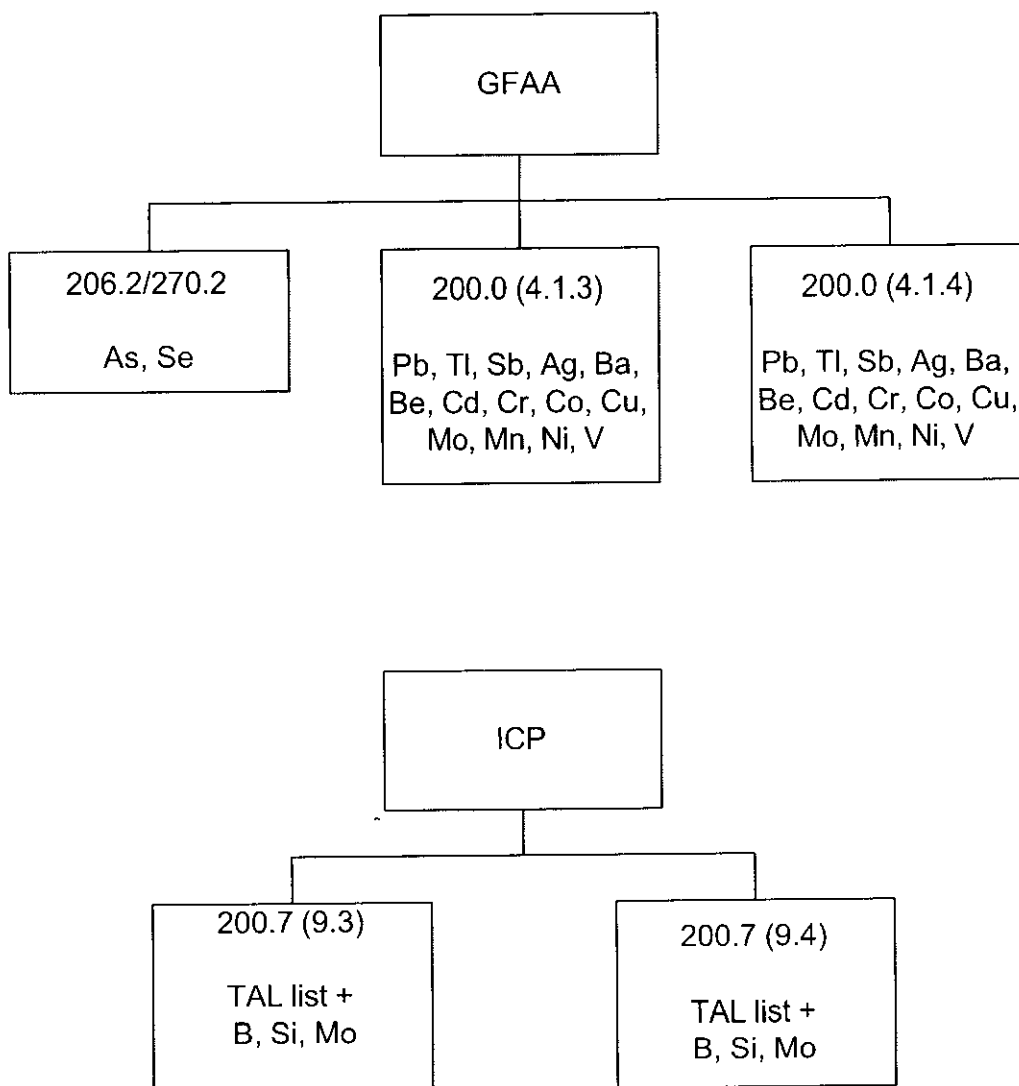 GFAA
206.2/270.2
As, Se
200.0 (4.1.3)
Pb, Tl, Sb, Ag, Ba,
Be, Cd, Cr, Co, Cu,
Mo, Mn, Ni, V
200.0 (4.1.4)
Pb, Tl, Sb, Ag, Ba,
Be, Cd, Cr, Co, Cu,
Mo, Mn, Ni, V
ICP
200.7 (9.3)
TAL list +
B, Si, Mo
200.7 (9.4)
TAL list +
B, Si, Mo